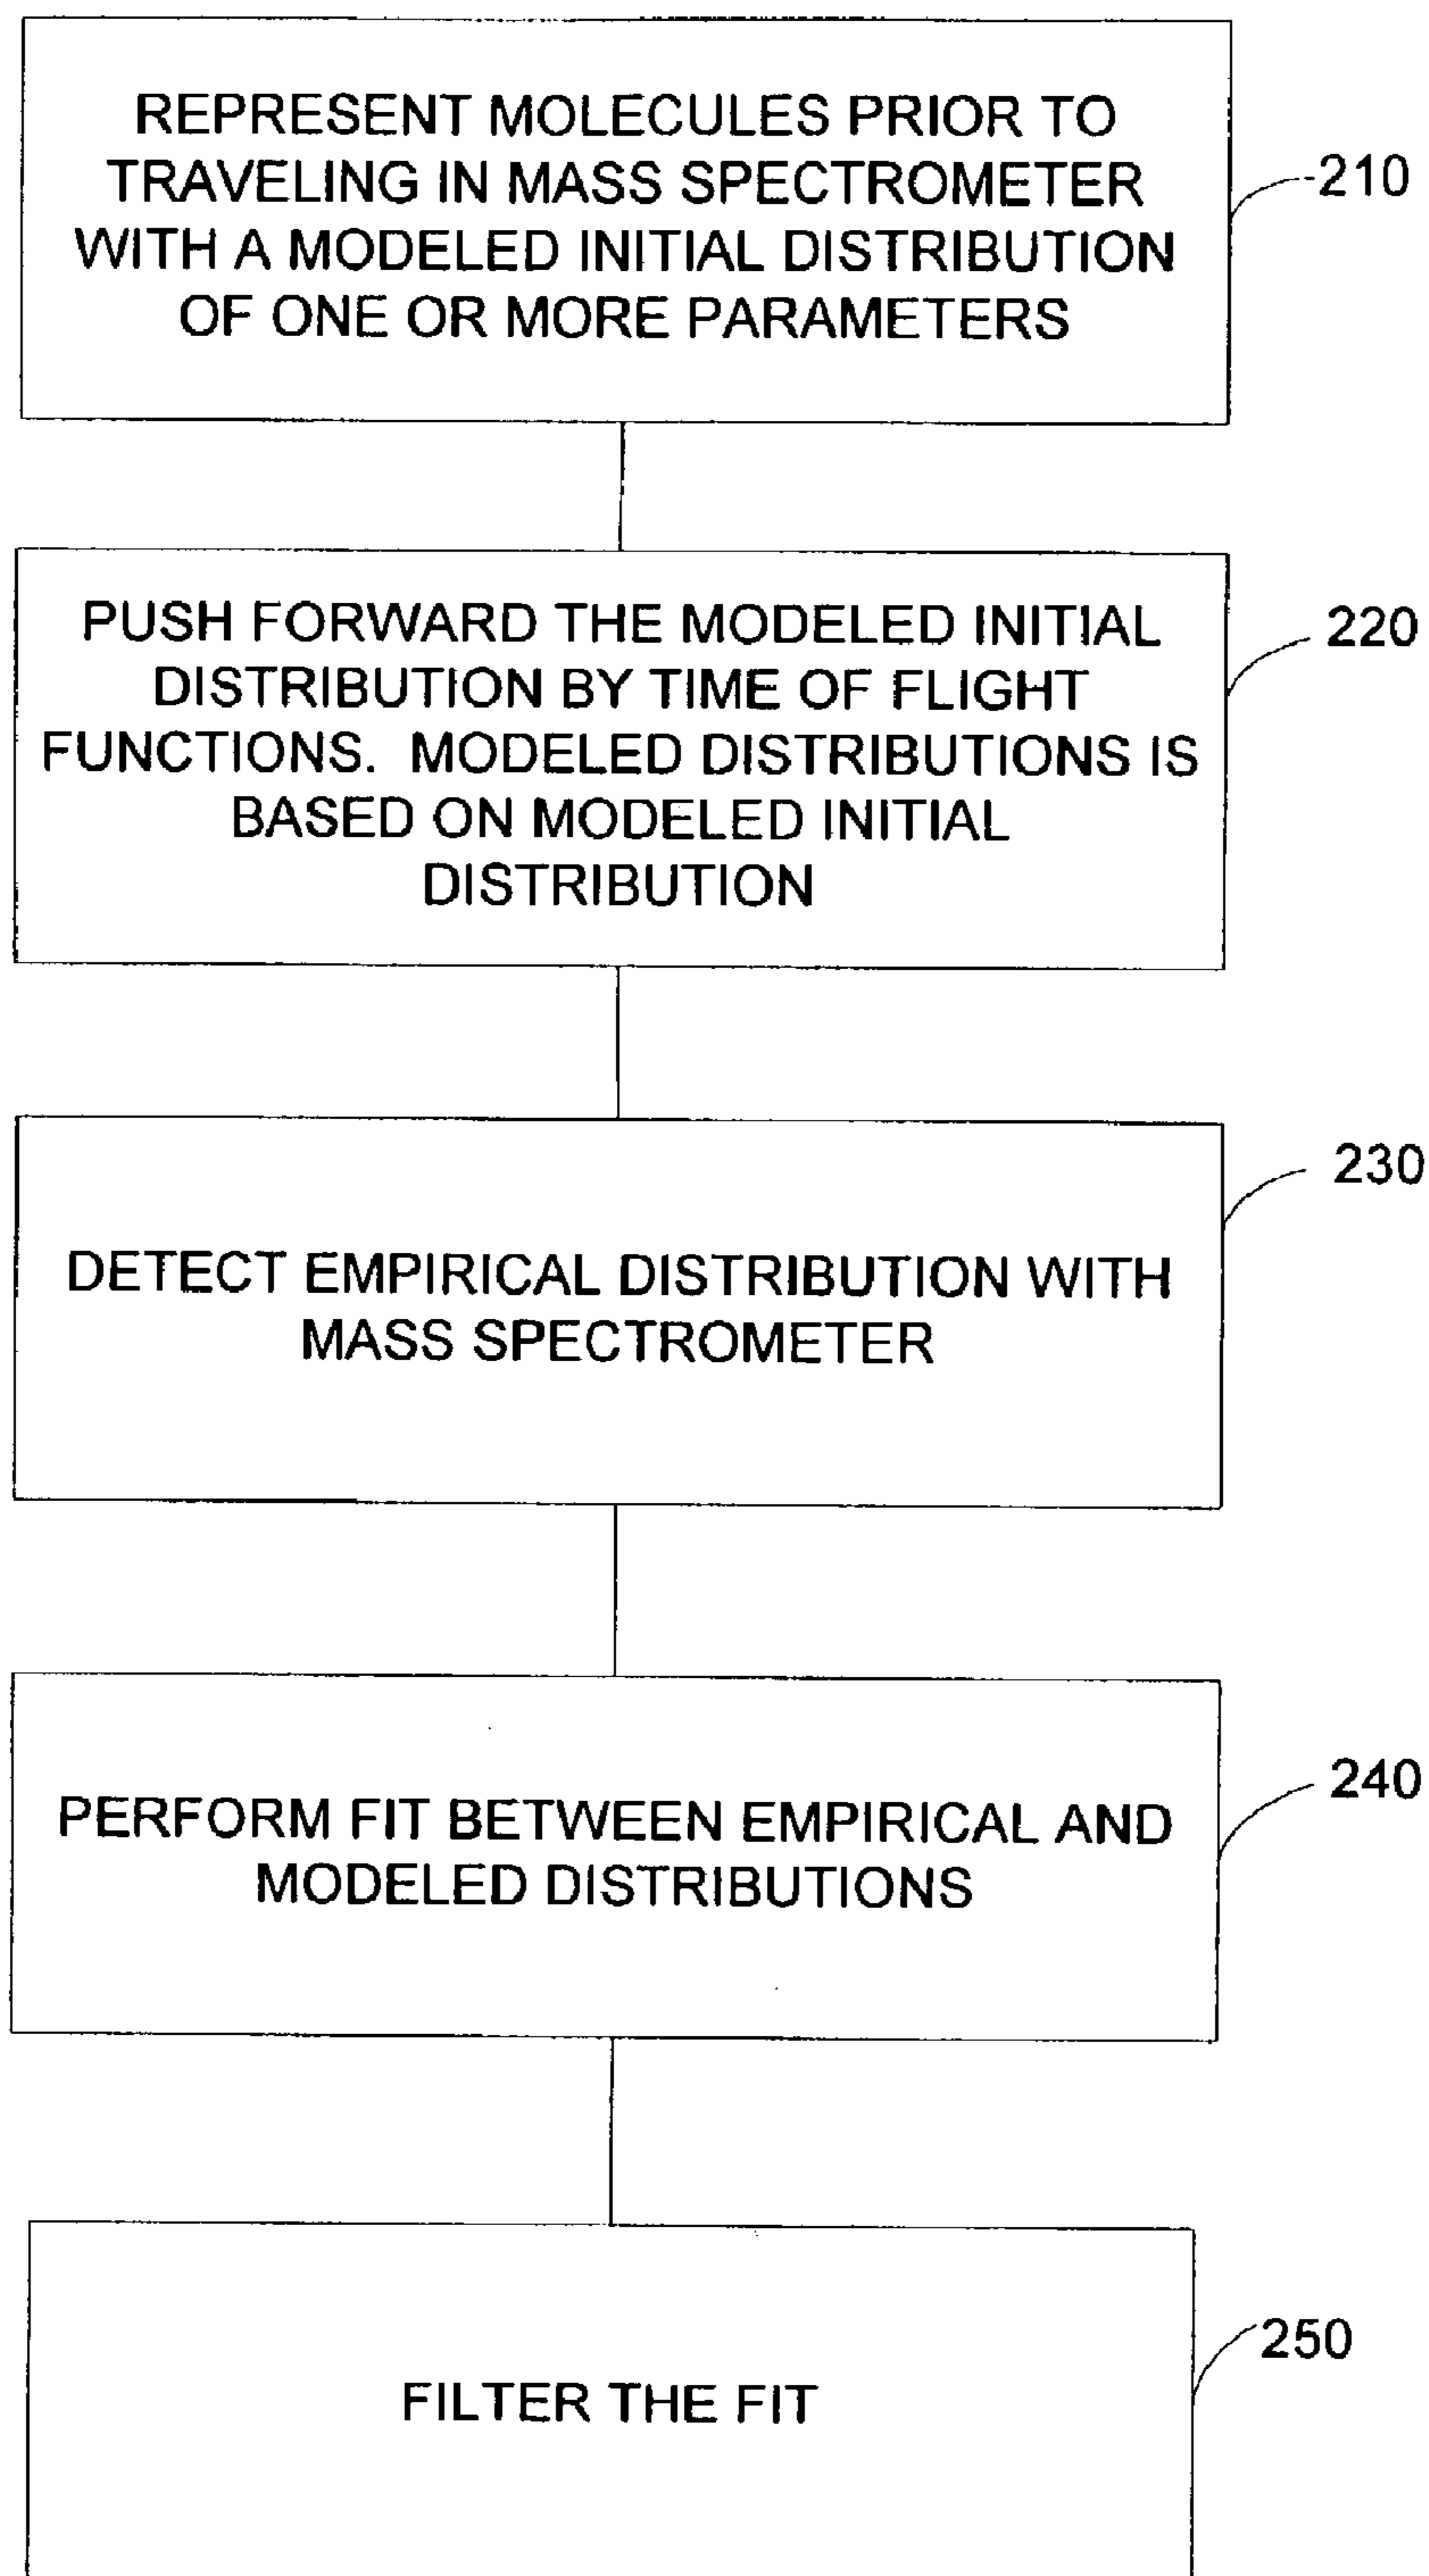 REPRESENT MOLECULES PRIOR TO
TRAVELING IN MASS SPECTROMETER
WITH A MODELED INITIAL DISTRIBUTION
OF ONE OR MORE PARAMETERS
210
PUSH FORWARD THE MODELED INITIAL
DISTRIBUTION BY TIME OF FLIGHT
FUNCTIONS. MODELED DISTRIBUTIONS IS
BASED ON MODELED INITIAL
DISTRIBUTION
220
DETECT EMPIRICAL DISTRIBUTION WITH
MASS SPECTROMETER
230
PERFORM FIT BETWEEN EMPIRICAL AND
MODELED DISTRIBUTIONS
240
FILTER THE FIT
250